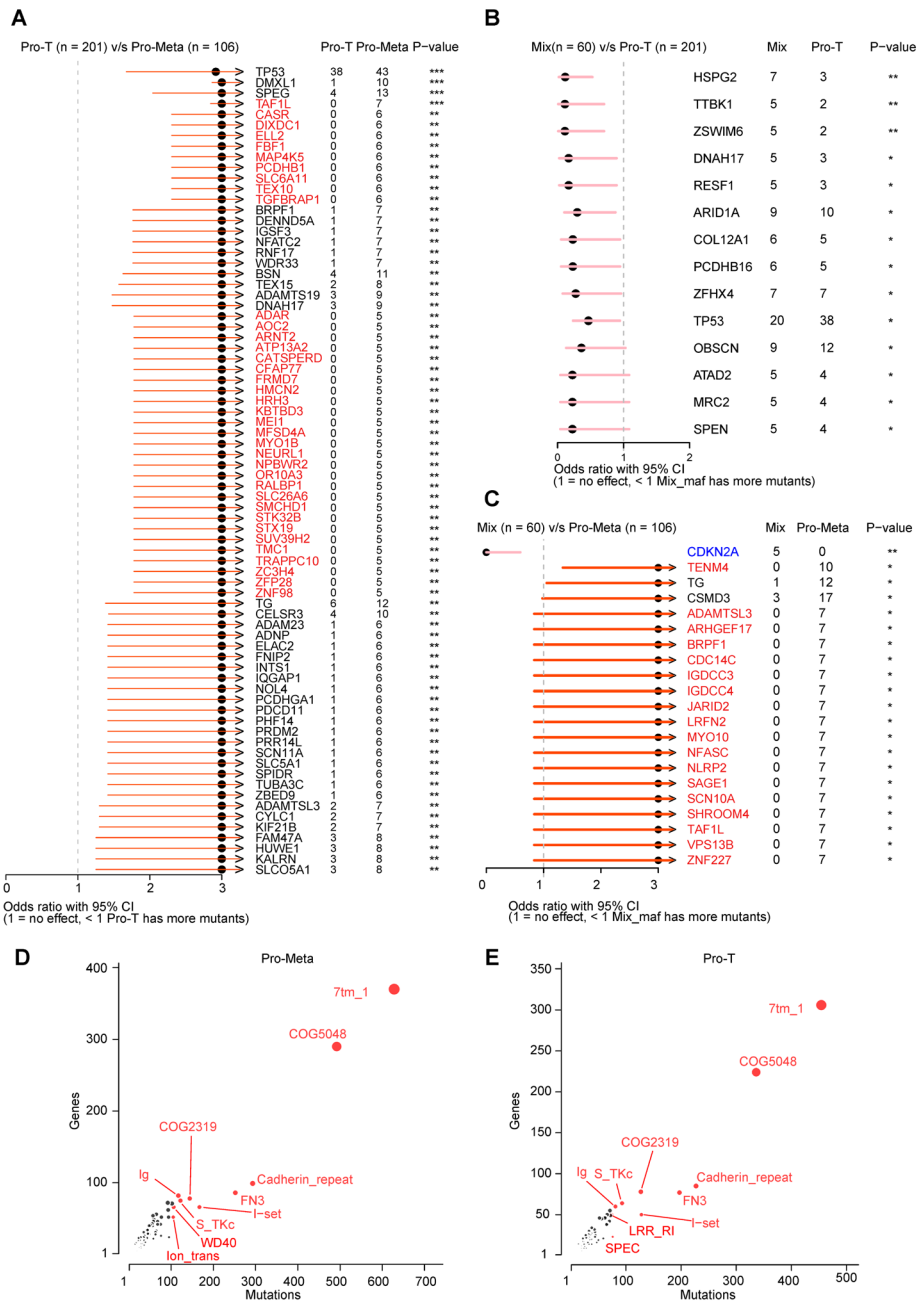 A
Pro-T (n = 201) v/s Pro-Meta (n = 106) Pro-T Pro-Meta P-value
TP53 38 43 ***
DMXL1 1 10 ***
SPEG 4 13 ***
TAF1L 0 7 ***
CASR 0 6 **
DIXDC1 0 6 **
ELL2 0 6 **
FBF1 0 6 **
MAP4K5 0 6 **
PCDHB1 0 6 **
SLC6A11 0 6 **
TEX10 0 6 **
TGFBRAP1 0 6 **
BRPF1 1 7 **
DENND5A 1 7 **
IGSF3 1 7 **
NFATC2 1 7 **
RNF17 1 7 **
WDR33 1 7 **
BSN 4 11 **
TEX15 2 8 **
ADAMTS19 3 9 **
DNAH17 3 9 **
ADAR 0 5 **
AOC2 0 5 **
ARNT2 0 5 **
ATP13A2 0 5 **
CATSPERD 0 5 **
CFAP77 0 5 **
FRMD7 0 5 **
HMCN2 0 5 **
HRH3 0 5 **
KBTBD3 0 5 **
MEI1 0 5 **
MFSD4A 0 5 **
MYO1B 0 5 **
NEURL1 0 5 **
NPBWR2 0 5 **
OR10A3 0 5 **
RALBP1 0 5 **
SLC26A6 0 5 **
SMCHD1 0 5 **
STK32B 0 5 **
STX19 0 5 **
SUV39H2 0 5 **
TMC1 0 5 **
TRAPPC10 0 5 **
ZC3H4 0 5 **
ZFP28 0 5 **
ZNF98 0 5 **
TG 6 12 **
CELSR3 4 10 **
ADAM23 1 6 **
ADNP 1 6 **
ELAC2 1 6 **
FNIP2 1 6 **
INTS1 1 6 **
IQGAP1 1 6 **
NOL4 1 6 **
PCDHGA1 1 6 **
PDCD11 1 6 **
PHF14 1 6 **
PRDM2 1 6 **
PRR14L 1 6 **
SCN11A 1 6 **
SLC5A1 1 6 **
SPIDR 1 6 **
TUBA3C 1 6 **
ZBED9 1 6 **
ADAMTSL3 2 7 **
CYLC1 2 7 **
KIF21B 2 7 **
FAM47A 3 8 **
HUWE1 3 8 **
KALRN 3 8 **
SLCO5A1 3 8 **
0 1 2 3
Odds ratio with 95% CI
(1 = no effect, < 1 Pro-T has more mutants)
B
Mix(n = 60) v/s Pro-T (n = 201) Mix Pro-T P-value
HSPG2 7 3 **
TTBK1 5 2 **
ZSWIM6 5 2 **
DNAH17 5 3 *
RESF1 5 3 *
ARID1A 9 10 *
COL12A1 6 5 *
PCDHB16 6 5 *
ZFHX4 7 7 *
TP53 20 38 *
OBSCN 9 12 *
ATAD2 5 4 *
MRC2 5 4 *
SPEN 5 4 *
0 1 2
Odds ratio with 95% CI
(1 = no effect, < 1 Mix_maf has more mutants)
C
Mix (n = 60) v/s Pro-Meta (n = 106) Mix Pro-Meta P-value
CDKN2A 5 0 **
TENM4 0 10 *
TG 1 12 *
CSMD3 3 17 *
ADAMTSL3 0 7 *
ARHGEF17 0 7 *
BRPF1 0 7 *
CDC14C 0 7 *
IGDCC3 0 7 *
IGDCC4 0 7 *
JARID2 0 7 *
LRFN2 0 7 *
MYO10 0 7 *
NFASC 0 7 *
NLRP2 0 7 *
SAGE1 0 7 *
SCN10A 0 7 *
SHROOM4 0 7 *
TAF1L 0 7 *
VPS13B 0 7 *
ZNF227 0 7 *
0 1 2 3
Odds ratio with 95% CI
(1 = no effect, < 1 Mix_maf has more mutants)
D
Pro-Meta
400
300
200
100
1
Genes
7tm_1
COG5048
COG2319
Ig
Cadherin_repeat
FN3
I-set
S_TKc
WD40
Ion_trans
1 100 200 300 400 500 600 700
Mutations
E
Pro-T
350
300
250
200
150
100
50
1
Genes
7tm_1
COG5048
COG2319
Ig
S_TKc
Cadherin_repeat
FN3
I-set
LRR_RI
SPEC
1 100 200 300 400 500
Mutations